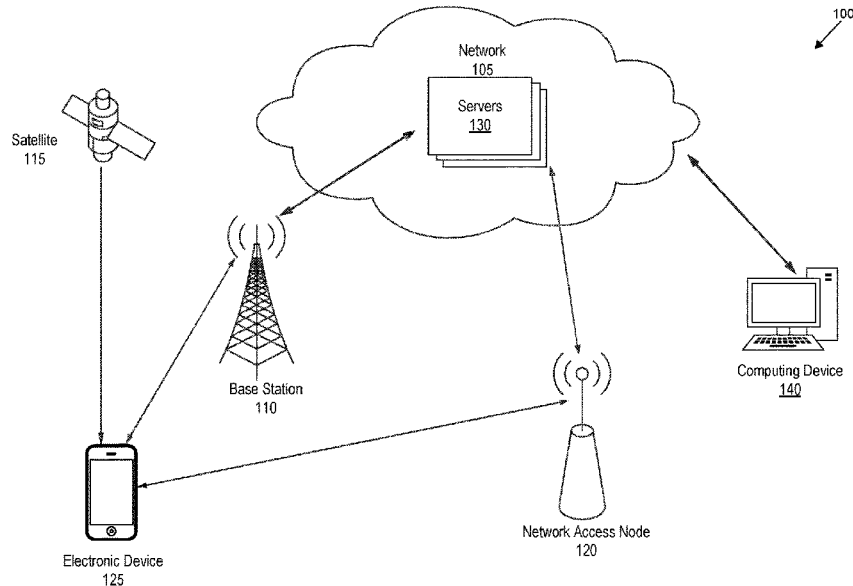 100
Network
105
Servers
130
Satellite
115
Base Station
110
Computing Device
140
Network Access Node
120
Electronic Device
125